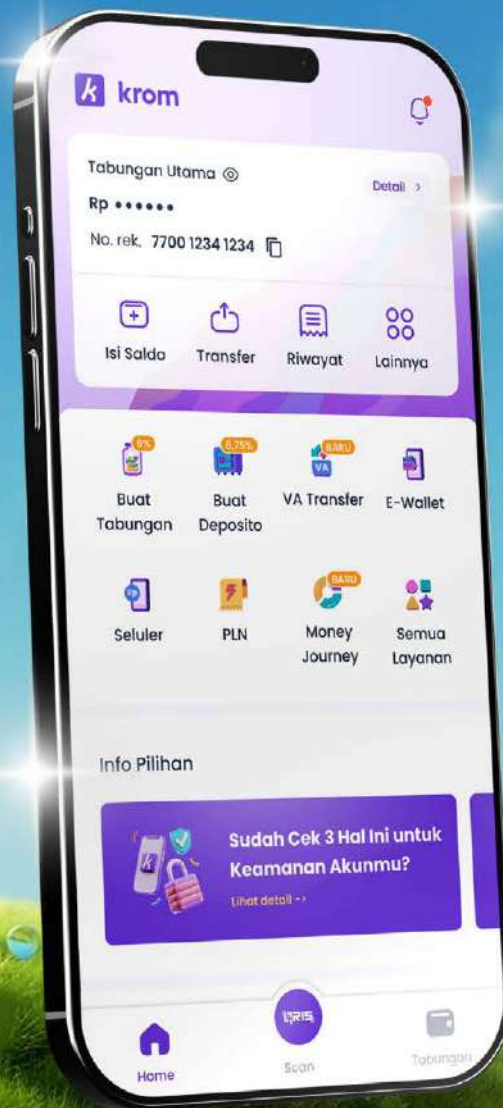 krom
Tabungan Utama
Detail >
Rp ••••••
No. rek. 7700 1234 1234
Isi Saldo Transfer Riwayat Lainnya
6% 8,75% BARU
VA
Buat Tabungan
Buat Deposito
VA Transfer
E-Wallet
BARU
Seluler
PLN
Money Journey
Semua Layanan
Info Pilihan
Sudah Cek 3 Hal Ini untuk
Keamanan Akunmu?
Lihat detail ->
QRIS
Home Scan Tabungan